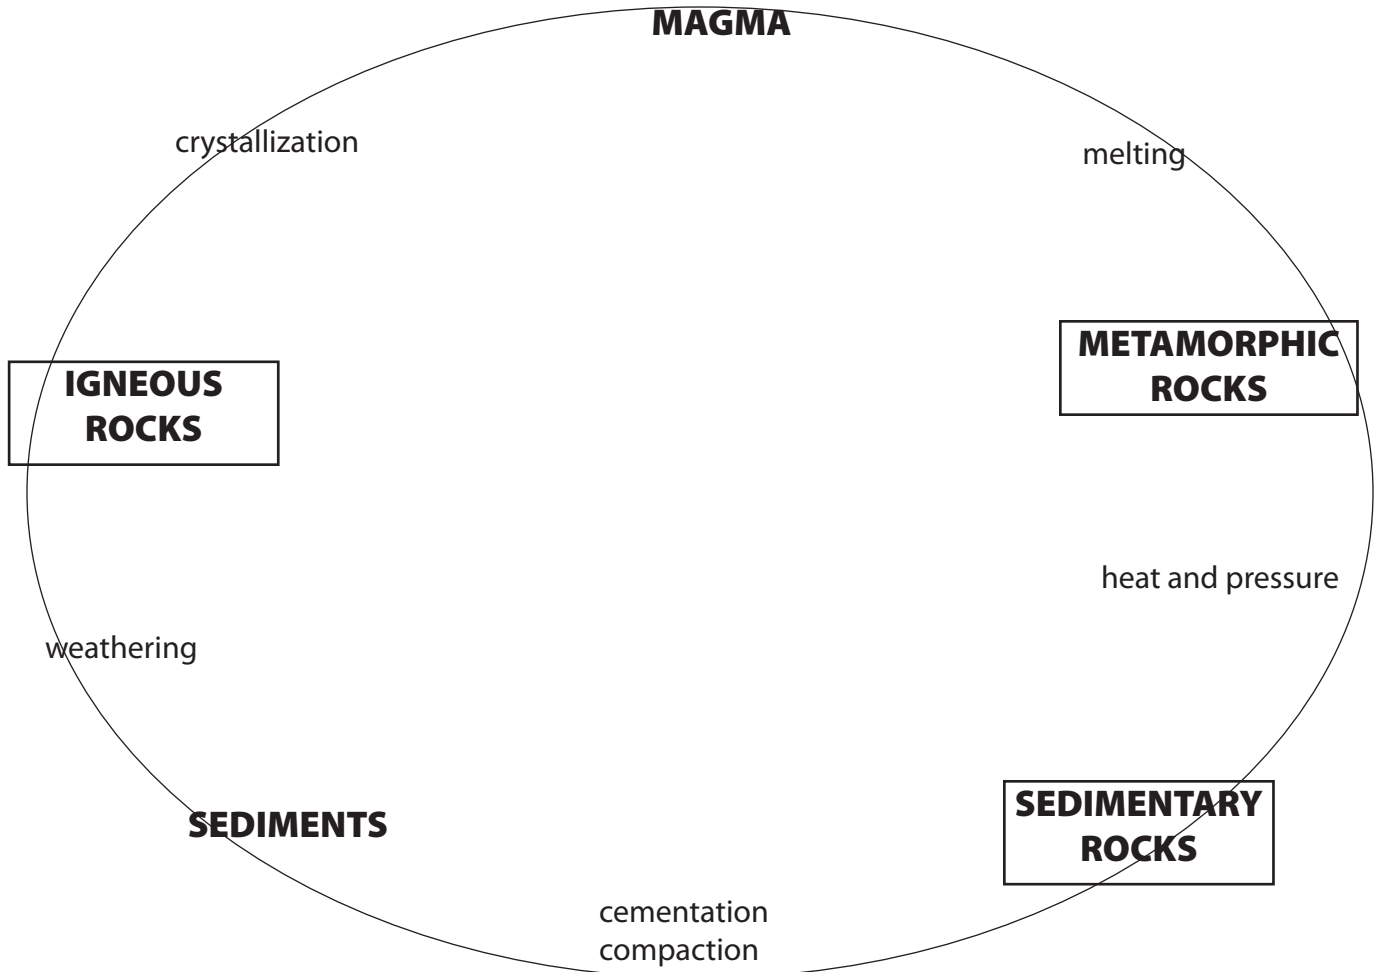 MAGMA
crystallization
melting
METAMORPHIC
ROCKS
IGNEOUS
ROCKS
heat and pressure
weathering
SEDIMENTARY
ROCKS
SEDIMENTS
cementation
compaction